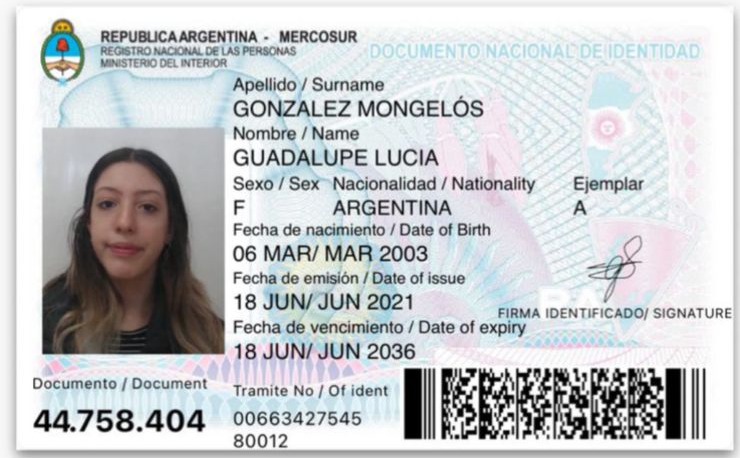 REPUBLICA ARGENTINA - MERCOSUR
REGISTRO NACIONAL DE LAS PERSONAS
MINISTERIO DEL INTERIOR
DOCUMENTO NACIONAL DE IDENTIDAD
Apellido / Surname
GONZALEZ MONGELÓS
Nombre / Name
GUADALUPE LUCIA
Sexo / Sex Nacionalidad / Nationality Ejemplar
F ARGENTINA A
Fecha de nacimiento / Date of Birth
06 MAR/ MAR 2003
Fecha de emisión / Date of issue
18 JUN/ JUN 2021
FIRMA IDENTIFICADO/ SIGNATURE
Fecha de vencimiento / Date of expiry
18 JUN/ JUN 2036
Documento / Document
44.758.404
Tramite No / Of ident
00663427545
80012